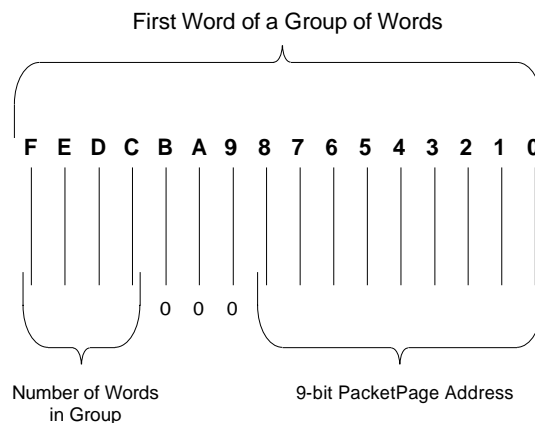 First Word of a Group of Words
F E D C B A 9 8 7 6 5 4 3 2 1 0
0 0 0
Number of Words
in Group
9-bit PacketPage Address